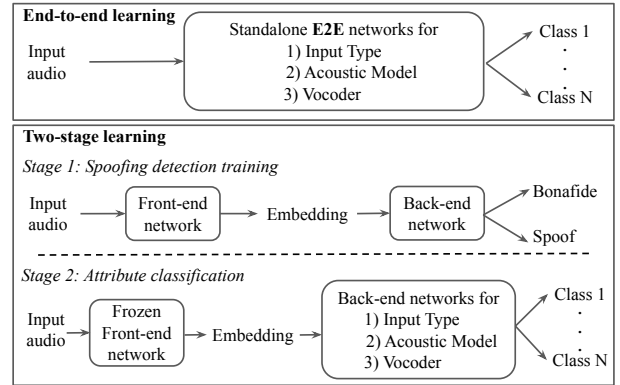 End-to-end learning
Input
audio
Standalone E2E networks for
1) Input Type
2) Acoustic Model
3) Vocoder
Class 1
.
.
.
Class N
Two-stage learning
Stage 1: Spoofing detection training
Input
audio
Front-end
network
Embedding
Back-end
network
Bonafide
Spoof
Stage 2: Attribute classification
Input
audio
Frozen
Front-end
network
Embedding
Back-end networks for
1) Input Type
2) Acoustic Model
3) Vocoder
Class 1
.
.
.
Class N